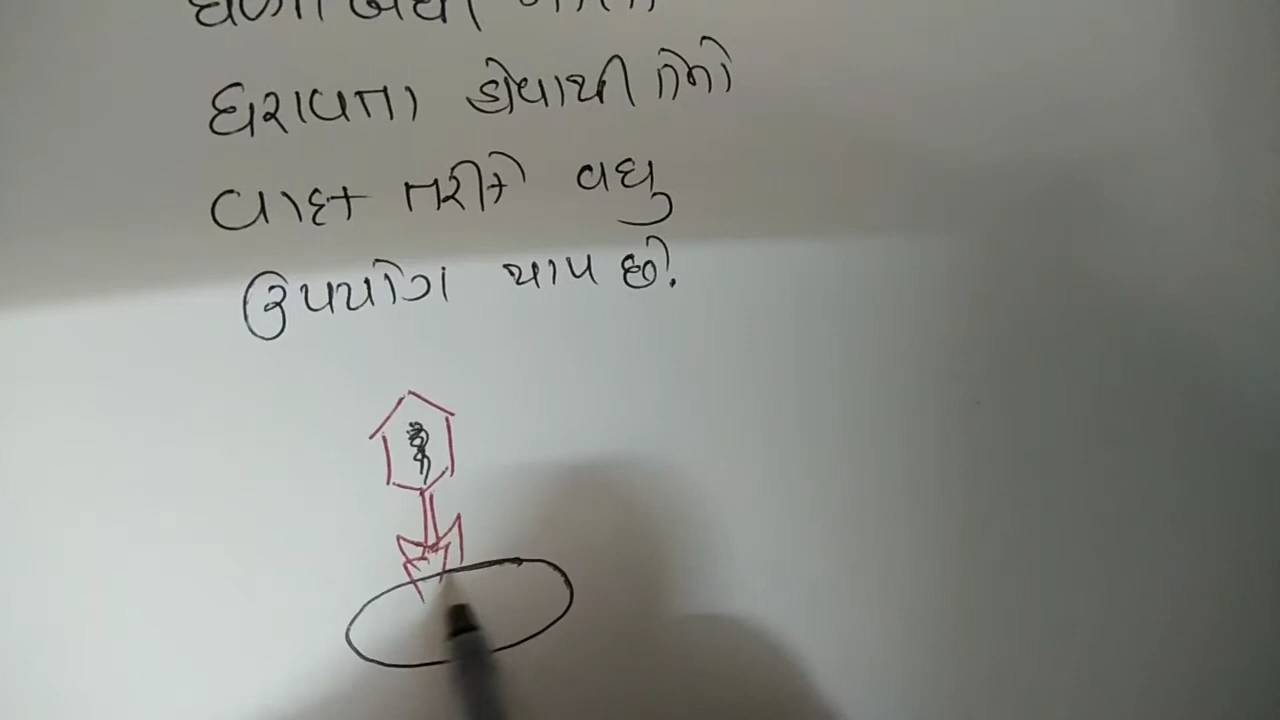 ધરાવતા હોવાથી તેનો
વાહક તરીકે વધુ
ઉપયોગ થાય છે.